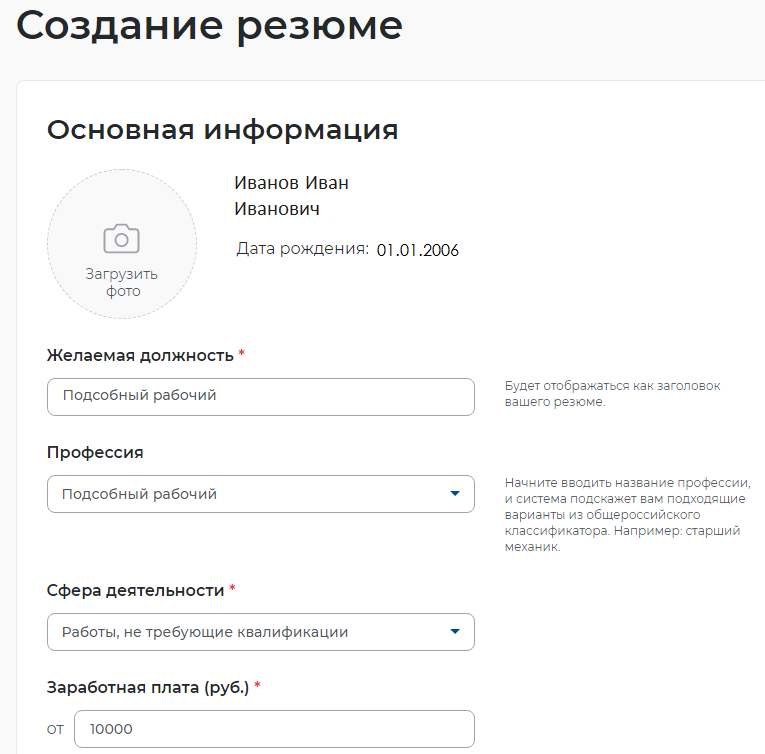 Создание резюме
Основная информация
Загрузить
фото
Иванов Иван
Иванович
Дата рождения: 01.01.2006
Желаемая должность *
Подсобный рабочий
Будет отображаться как заголовок
вашего резюме.
Профессия
Подсобный рабочий
Начните вводить название профессии,
и система подскажет вам подходящие
варианты из общероссийского
классификатора. Например: старший
механик.
Сфера деятельности *
Работы, не требующие квалификации
Заработная плата (руб.) *
от 10000